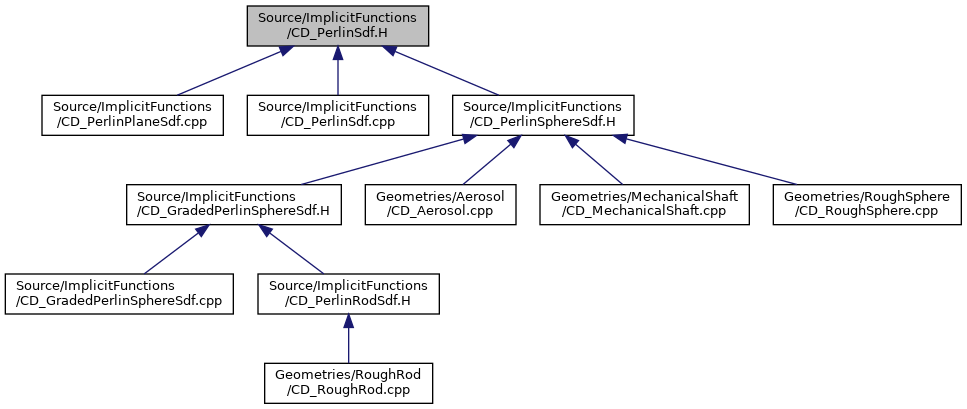 Source/ImplicitFunctions
/CD_PerlinSdf.H
Source/ImplicitFunctions
/CD_PerlinPlaneSdf.cpp
Source/ImplicitFunctions
/CD_PerlinSdf.cpp
Source/ImplicitFunctions
/CD_PerlinSphereSdf.H
Source/ImplicitFunctions
/CD_GradedPerlinSphereSdf.H
Geometries/Aerosol
/CD_Aerosol.cpp
Geometries/MechanicalShaft
/CD_MechanicalShaft.cpp
Geometries/RoughSphere
/CD_RoughSphere.cpp
Source/ImplicitFunctions
/CD_GradedPerlinSphereSdf.cpp
Source/ImplicitFunctions
/CD_PerlinRodSdf.H
Geometries/RoughRod
/CD_RoughRod.cpp